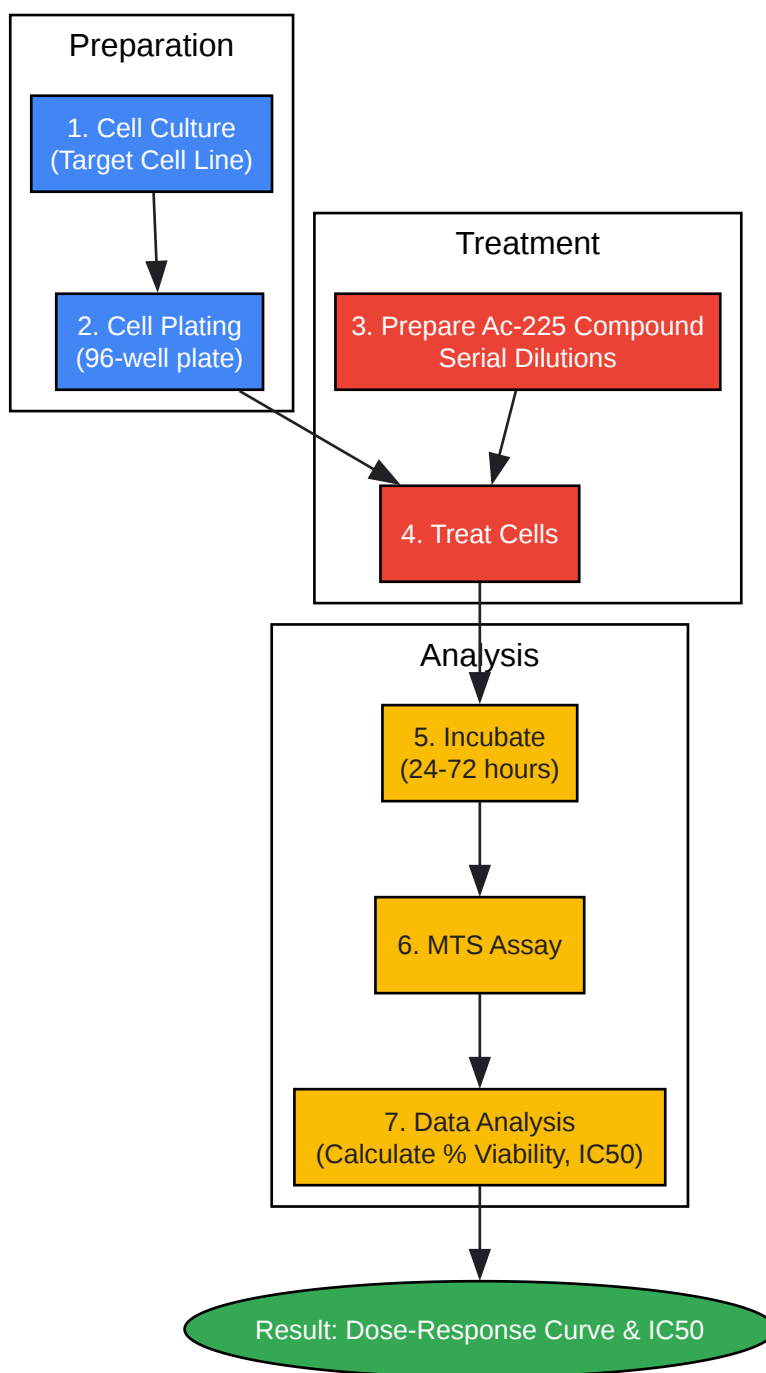 Preparation
1. Cell Culture
(Target Cell Line)
2. Cell Plating
(96-well plate)
Treatment
3. Prepare Ac-225 Compound
Serial Dilutions
4. Treat Cells
Analysis
5. Incubate
(24-72 hours)
6. MTS Assay
7. Data Analysis
(Calculate % Viability, IC50)
Result: Dose-Response Curve & IC50